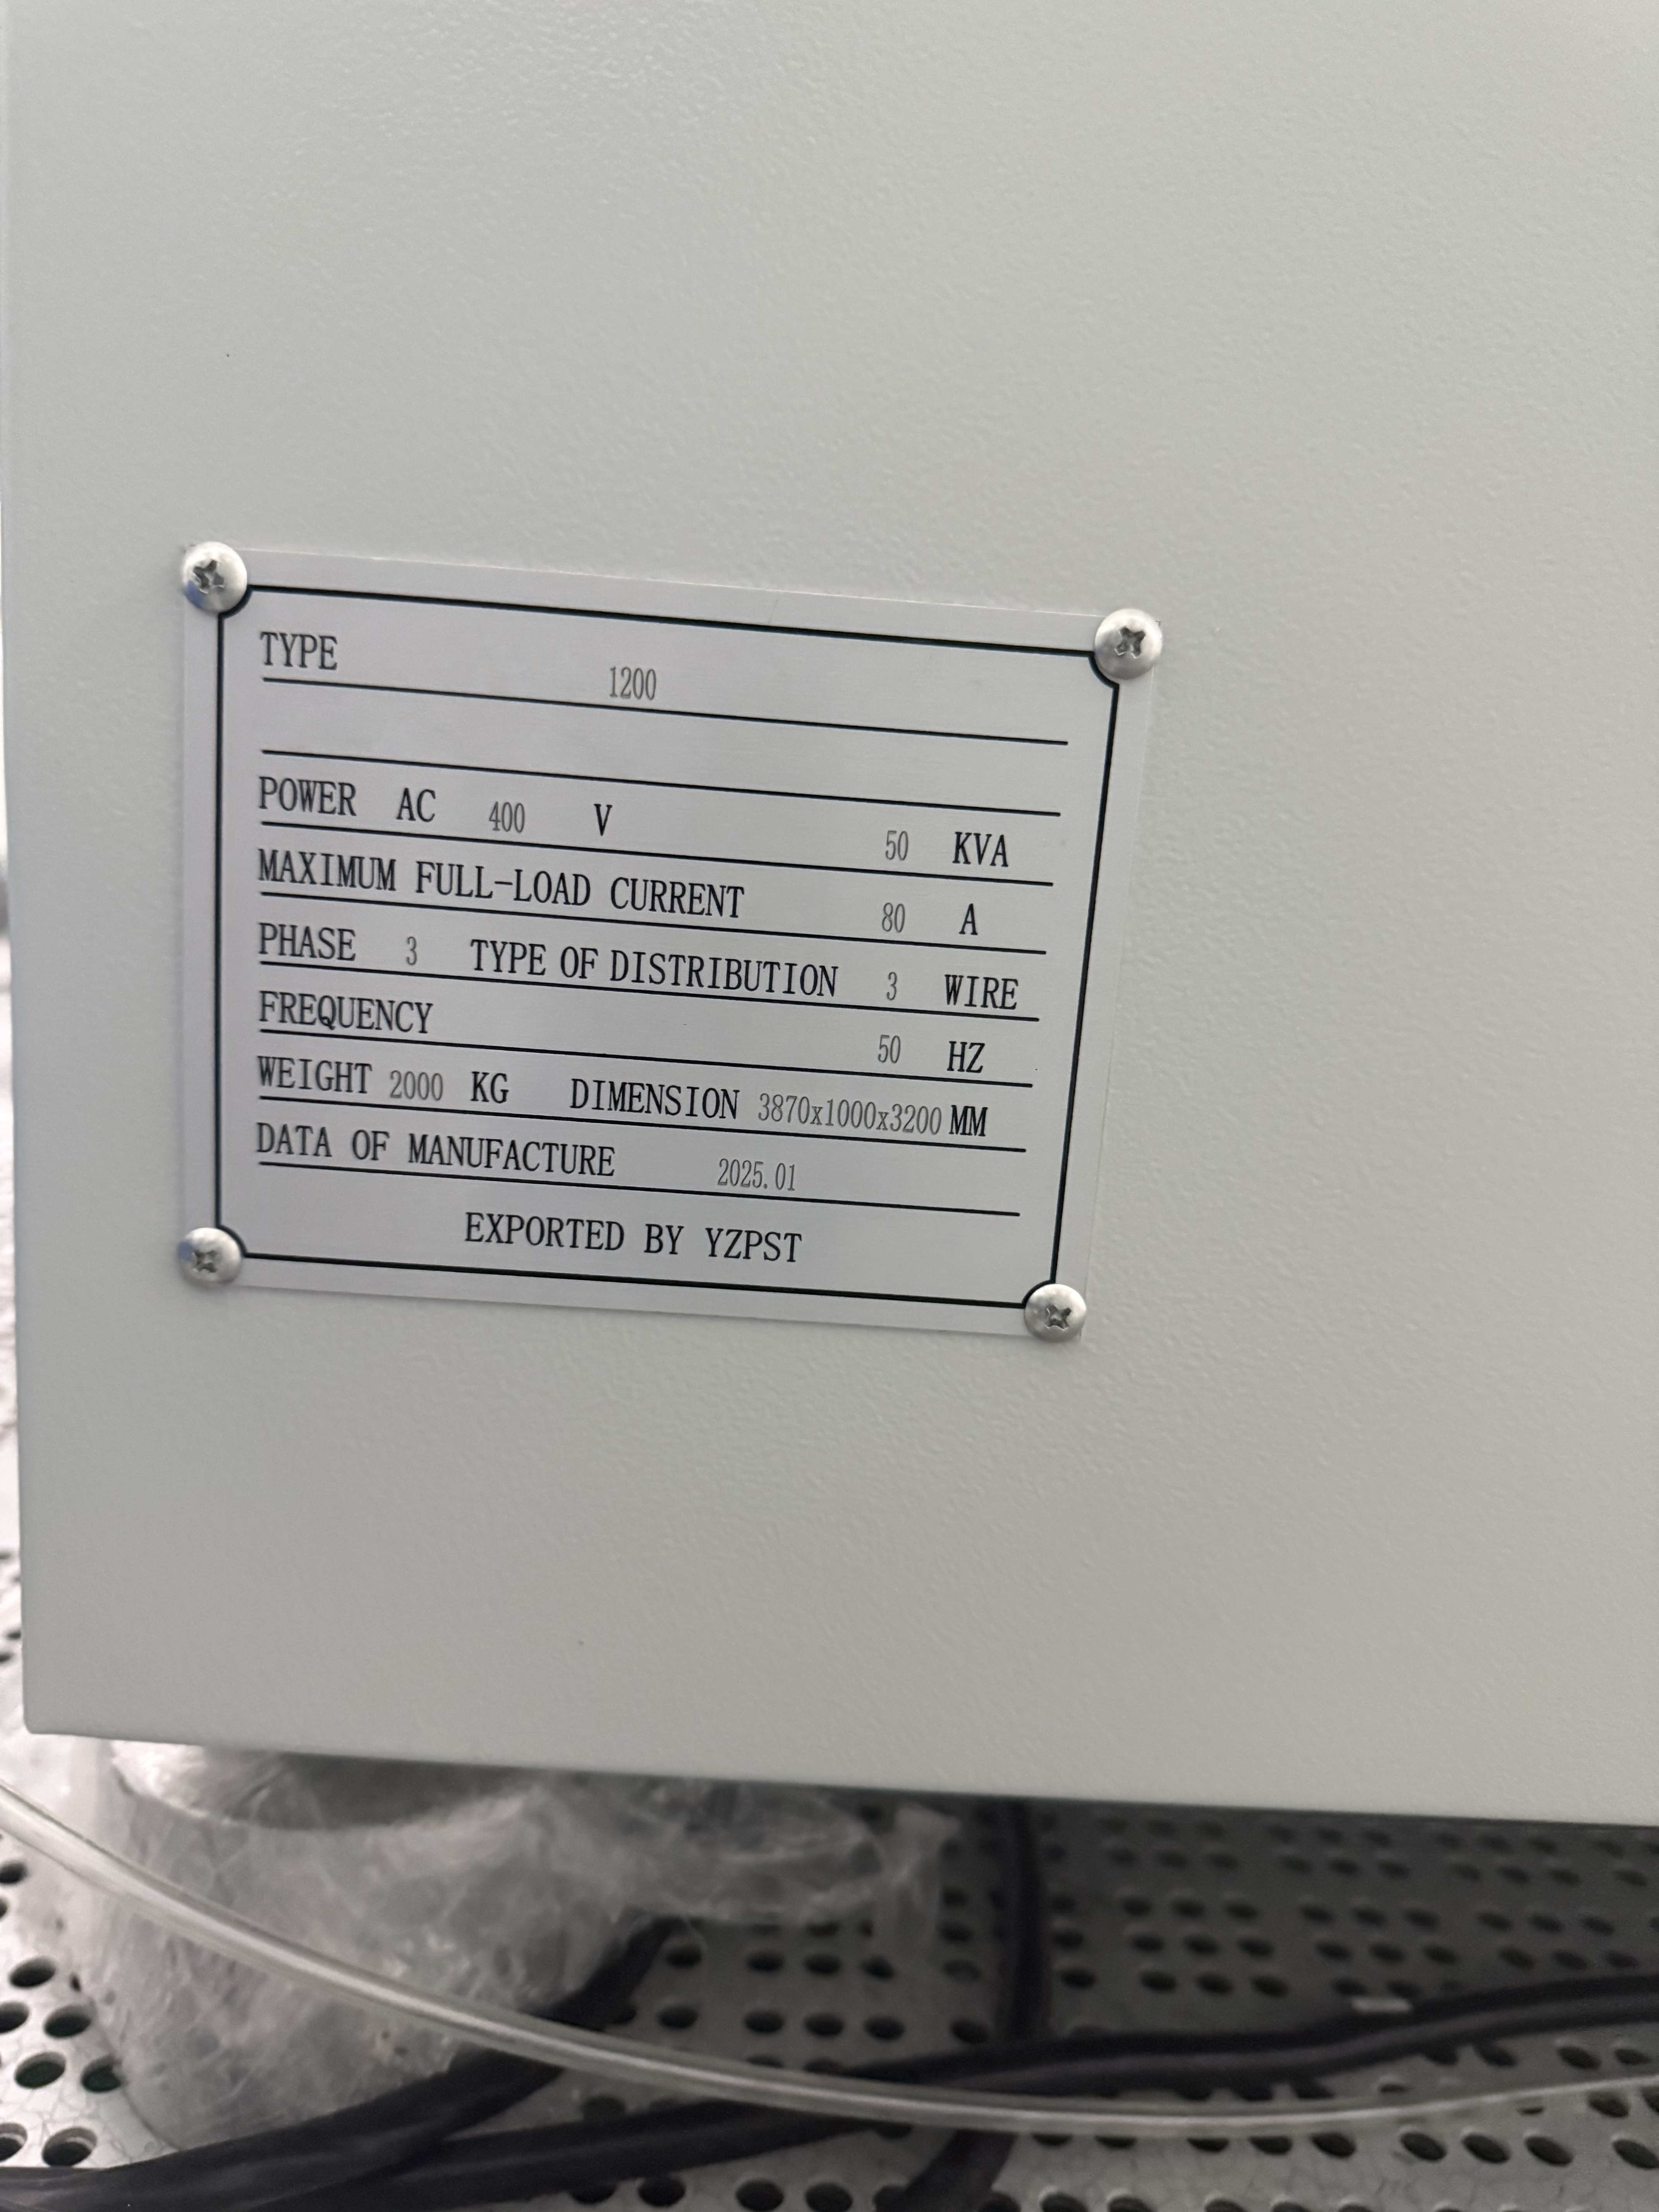 TYPE 1200
POWER AC 400 V 50 KVA
MAXIMUM FULL-LOAD CURRENT 80 A
PHASE 3 TYPE OF DISTRIBUTION 3 WIRE
FREQUENCY 50 HZ
WEIGHT 2000 KG DIMENSION 3870x1000x3200 MM
DATA OF MANUFACTURE 2025.01
EXPORTED BY YZPST